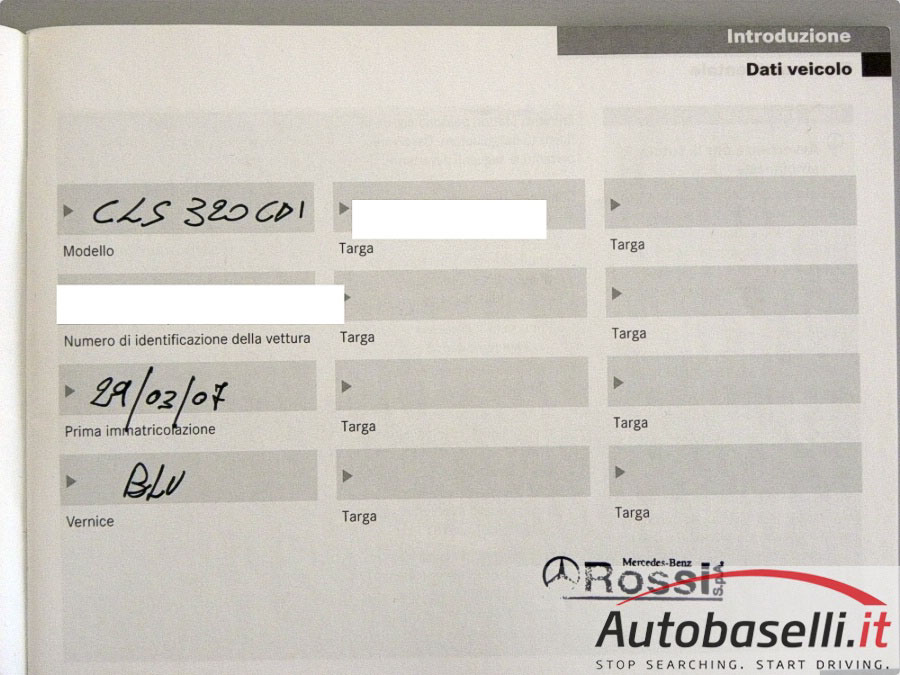 Introduzione
Dati veicolo
CLS 320 CDI
Modello
Targa
Targa
Numero di identificazione della vettura
Targa
Targa
29/03/07
Prima immatricolazione
Targa
Targa
BLU
Vernice
Targa
Targa
Mercedes-Benz
Rossi S.p.A.
Autobaselli.it
STOP SEARCHING. START DRIVING.